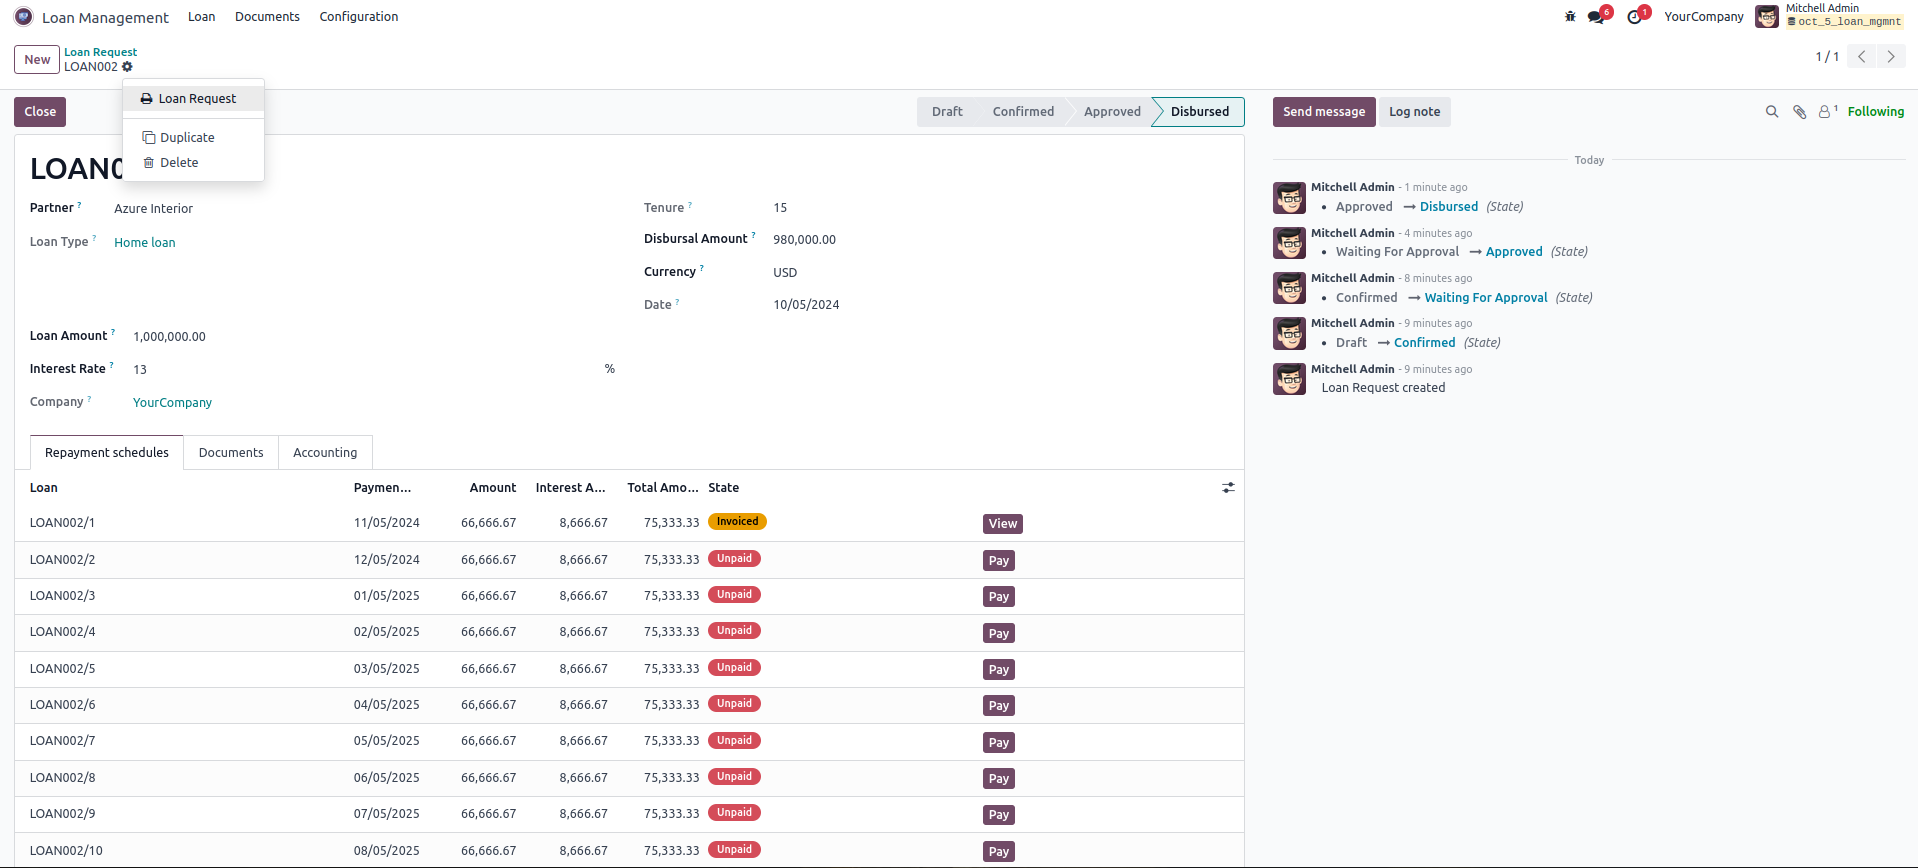 Loan Management Loan Documents Configuration 6 1 YourCompany Mitchell Admin
oct_5_loan_mgmnt
New Loan Request
LOAN002
1 / 1
Loan Request
Duplicate
Delete
Close Draft Confirmed Approved Disbursed
LOAN0
Partner ? Azure Interior
Loan Type ? Home loan
Tenure ? 15
Disbursal Amount ? 980,000.00
Currency ? USD
Date ? 10/05/2024
Loan Amount ? 1,000,000.00
Interest Rate ? 13 %
Company ? YourCompany
Repayment schedules Documents Accounting
Loan Paymen... Amount Interest A... Total Amo... State
LOAN002/1 11/05/2024 66,666.67 8,666.67 75,333.33 Invoiced View
LOAN002/2 12/05/2024 66,666.67 8,666.67 75,333.33 Unpaid Pay
LOAN002/3 01/05/2025 66,666.67 8,666.67 75,333.33 Unpaid Pay
LOAN002/4 02/05/2025 66,666.67 8,666.67 75,333.33 Unpaid Pay
LOAN002/5 03/05/2025 66,666.67 8,666.67 75,333.33 Unpaid Pay
LOAN002/6 04/05/2025 66,666.67 8,666.67 75,333.33 Unpaid Pay
LOAN002/7 05/05/2025 66,666.67 8,666.67 75,333.33 Unpaid Pay
LOAN002/8 06/05/2025 66,666.67 8,666.67 75,333.33 Unpaid Pay
LOAN002/9 07/05/2025 66,666.67 8,666.67 75,333.33 Unpaid Pay
LOAN002/10 08/05/2025 66,666.67 8,666.67 75,333.33 Unpaid Pay
Send message Log note 1 Following
Today
Mitchell Admin - 1 minute ago
• Approved → Disbursed (State)
Mitchell Admin - 4 minutes ago
• Waiting For Approval → Approved (State)
Mitchell Admin - 8 minutes ago
• Confirmed → Waiting For Approval (State)
Mitchell Admin - 9 minutes ago
• Draft → Confirmed (State)
Mitchell Admin - 9 minutes ago
Loan Request created